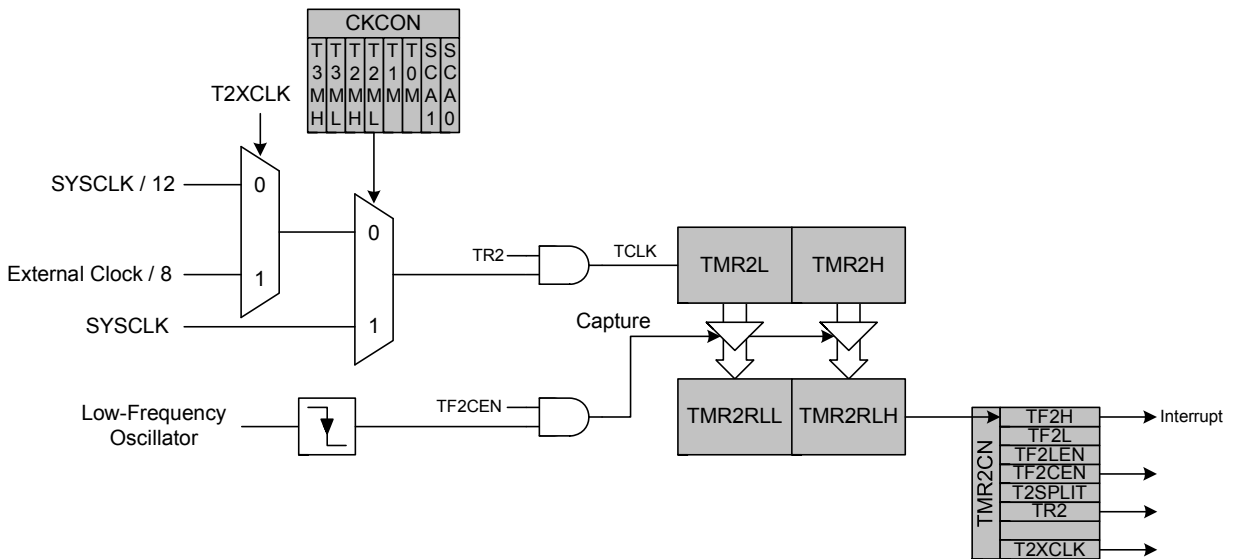 CKCON
T3MH
T3ML
T2MH
T2ML
T1M
T0M
SCA1
SCA0
T2XCLK
SYSCLK / 12
0
External Clock / 8
1
SYSCLK
0
1
TR2
TCLK
TMR2L
TMR2H
Capture
Low-Frequency
Oscillator
TF2CEN
TMR2RLL
TMR2RLH
TMR2CN
TF2H
TF2L
TF2LEN
TF2CEN
T2SPLIT
TR2
T2XCLK
Interrupt